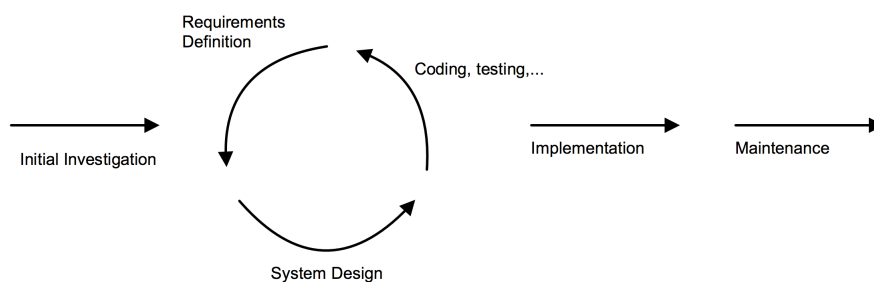 Requirements
Definition
Coding, testing,...
Initial Investigation
Implementation
Maintenance
System Design